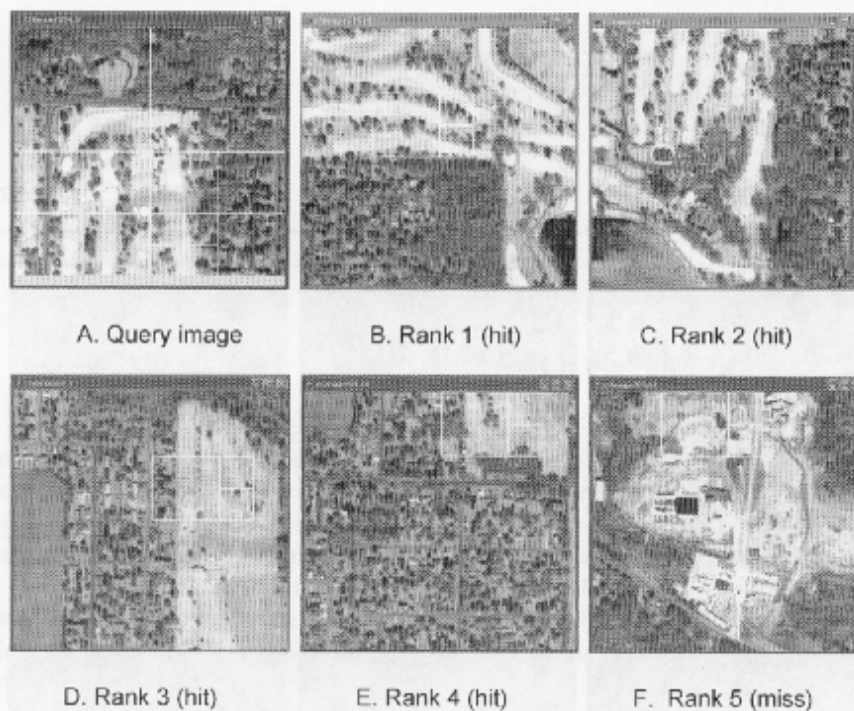 A. Query image
B. Rank 1 (hit)
C. Rank 2 (hit)
D. Rank 3 (hit)
E. Rank 4 (hit)
F. Rank 5 (miss)